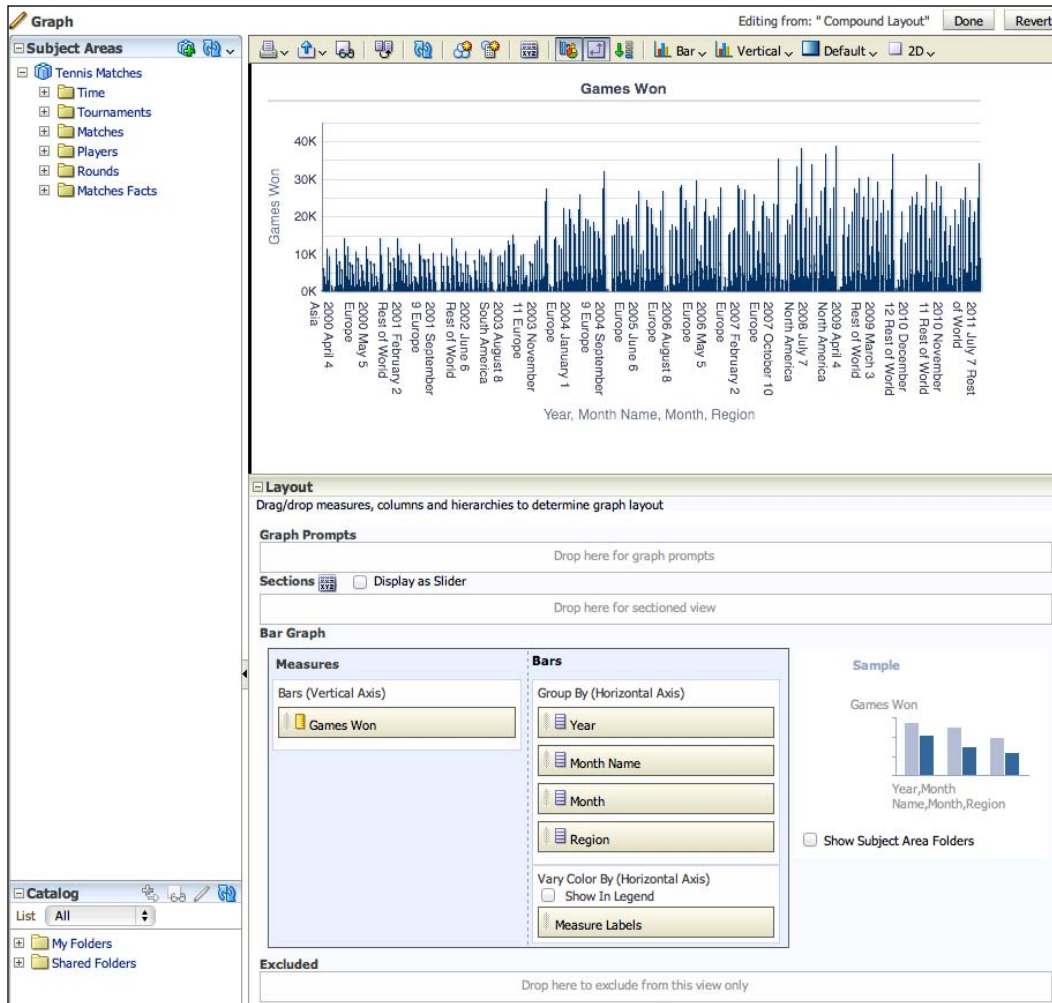 Graph
Editing from: "Compound Layout"
Done
Revert
Subject Areas
Tennis Matches
Time
Tournaments
Matches
Players
Rounds
Matches Facts
Bar
Vertical
Default
2D
Games Won
Games Won
40K
30K
20K
10K
0K
Asia
2000 April 4
Europe
2000 May 5
Rest of World
2001 February 2
9 Europe
2001 September
Rest of World
2002 June 6
South America
2003 August 8
11 Europe
2003 November
Europe
2004 January 1
9 Europe
2004 September
Europe
2005 June 6
Europe
2006 August 8
Europe
2006 May 5
Europe
2007 February 2
Europe
2007 October 10
North America
2008 July 7
North America
2009 April 4
Rest of World
2009 March 3
12 Rest of World
2010 December
11 Rest of World
2010 November
of World
2011 July 7 Rest
Year, Month Name, Month, Region
Layout
Drag/drop measures, columns and hierarchies to determine graph layout
Graph Prompts
Drop here for graph prompts
Sections
Display as Slider
Drop here for sectioned view
Bar Graph
Measures
Bars (Vertical Axis)
Games Won
Bars
Group By (Horizontal Axis)
Year
Month Name
Month
Region
Vary Color By (Horizontal Axis)
Show In Legend
Measure Labels
Sample
Games Won
Year,Month
Name,Month,Region
Show Subject Area Folders
Catalog
List All
My Folders
Shared Folders
Excluded
Drop here to exclude from this view only